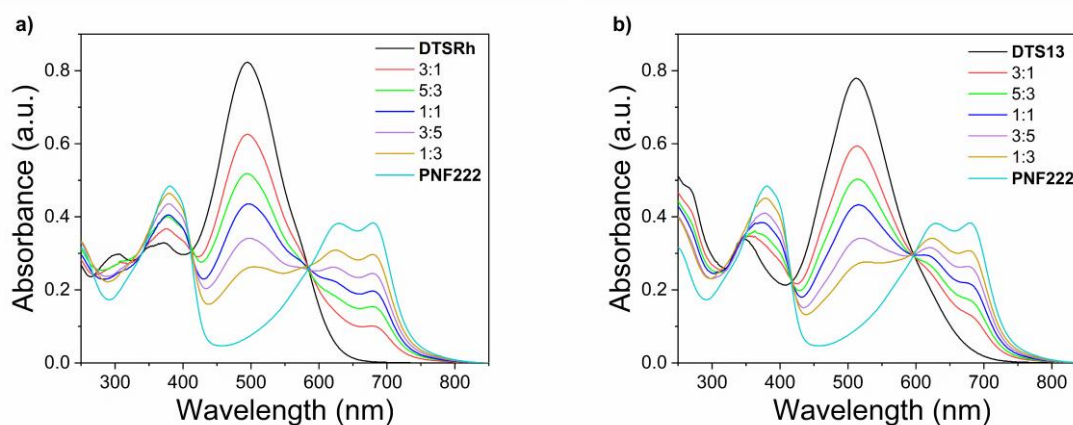 a)
Absorbance (a.u.)
0.8
0.6
0.4
0.2
0.0
DTSRh
3:1
5:3
1:1
3:5
1:3
PNF222
300 400 500 600 700 800
Wavelength (nm)
b)
Absorbance (a.u.)
0.8
0.6
0.4
0.2
0.0
DTS13
3:1
5:3
1:1
3:5
1:3
PNF222
300 400 500 600 700 800
Wavelength (nm)